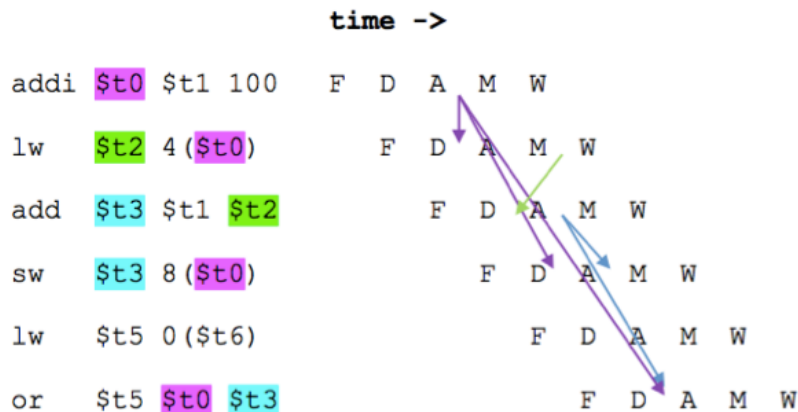 time ->
addi $t0 $t1 100 F D A M W
lw $t2 4($t0) F D A M W
add $t3 $t1 $t2 F D A M W
sw $t3 8($t0) F D A M W
lw $t5 0($t6) F D A M W
or $t5 $t0 $t3 F D A M W